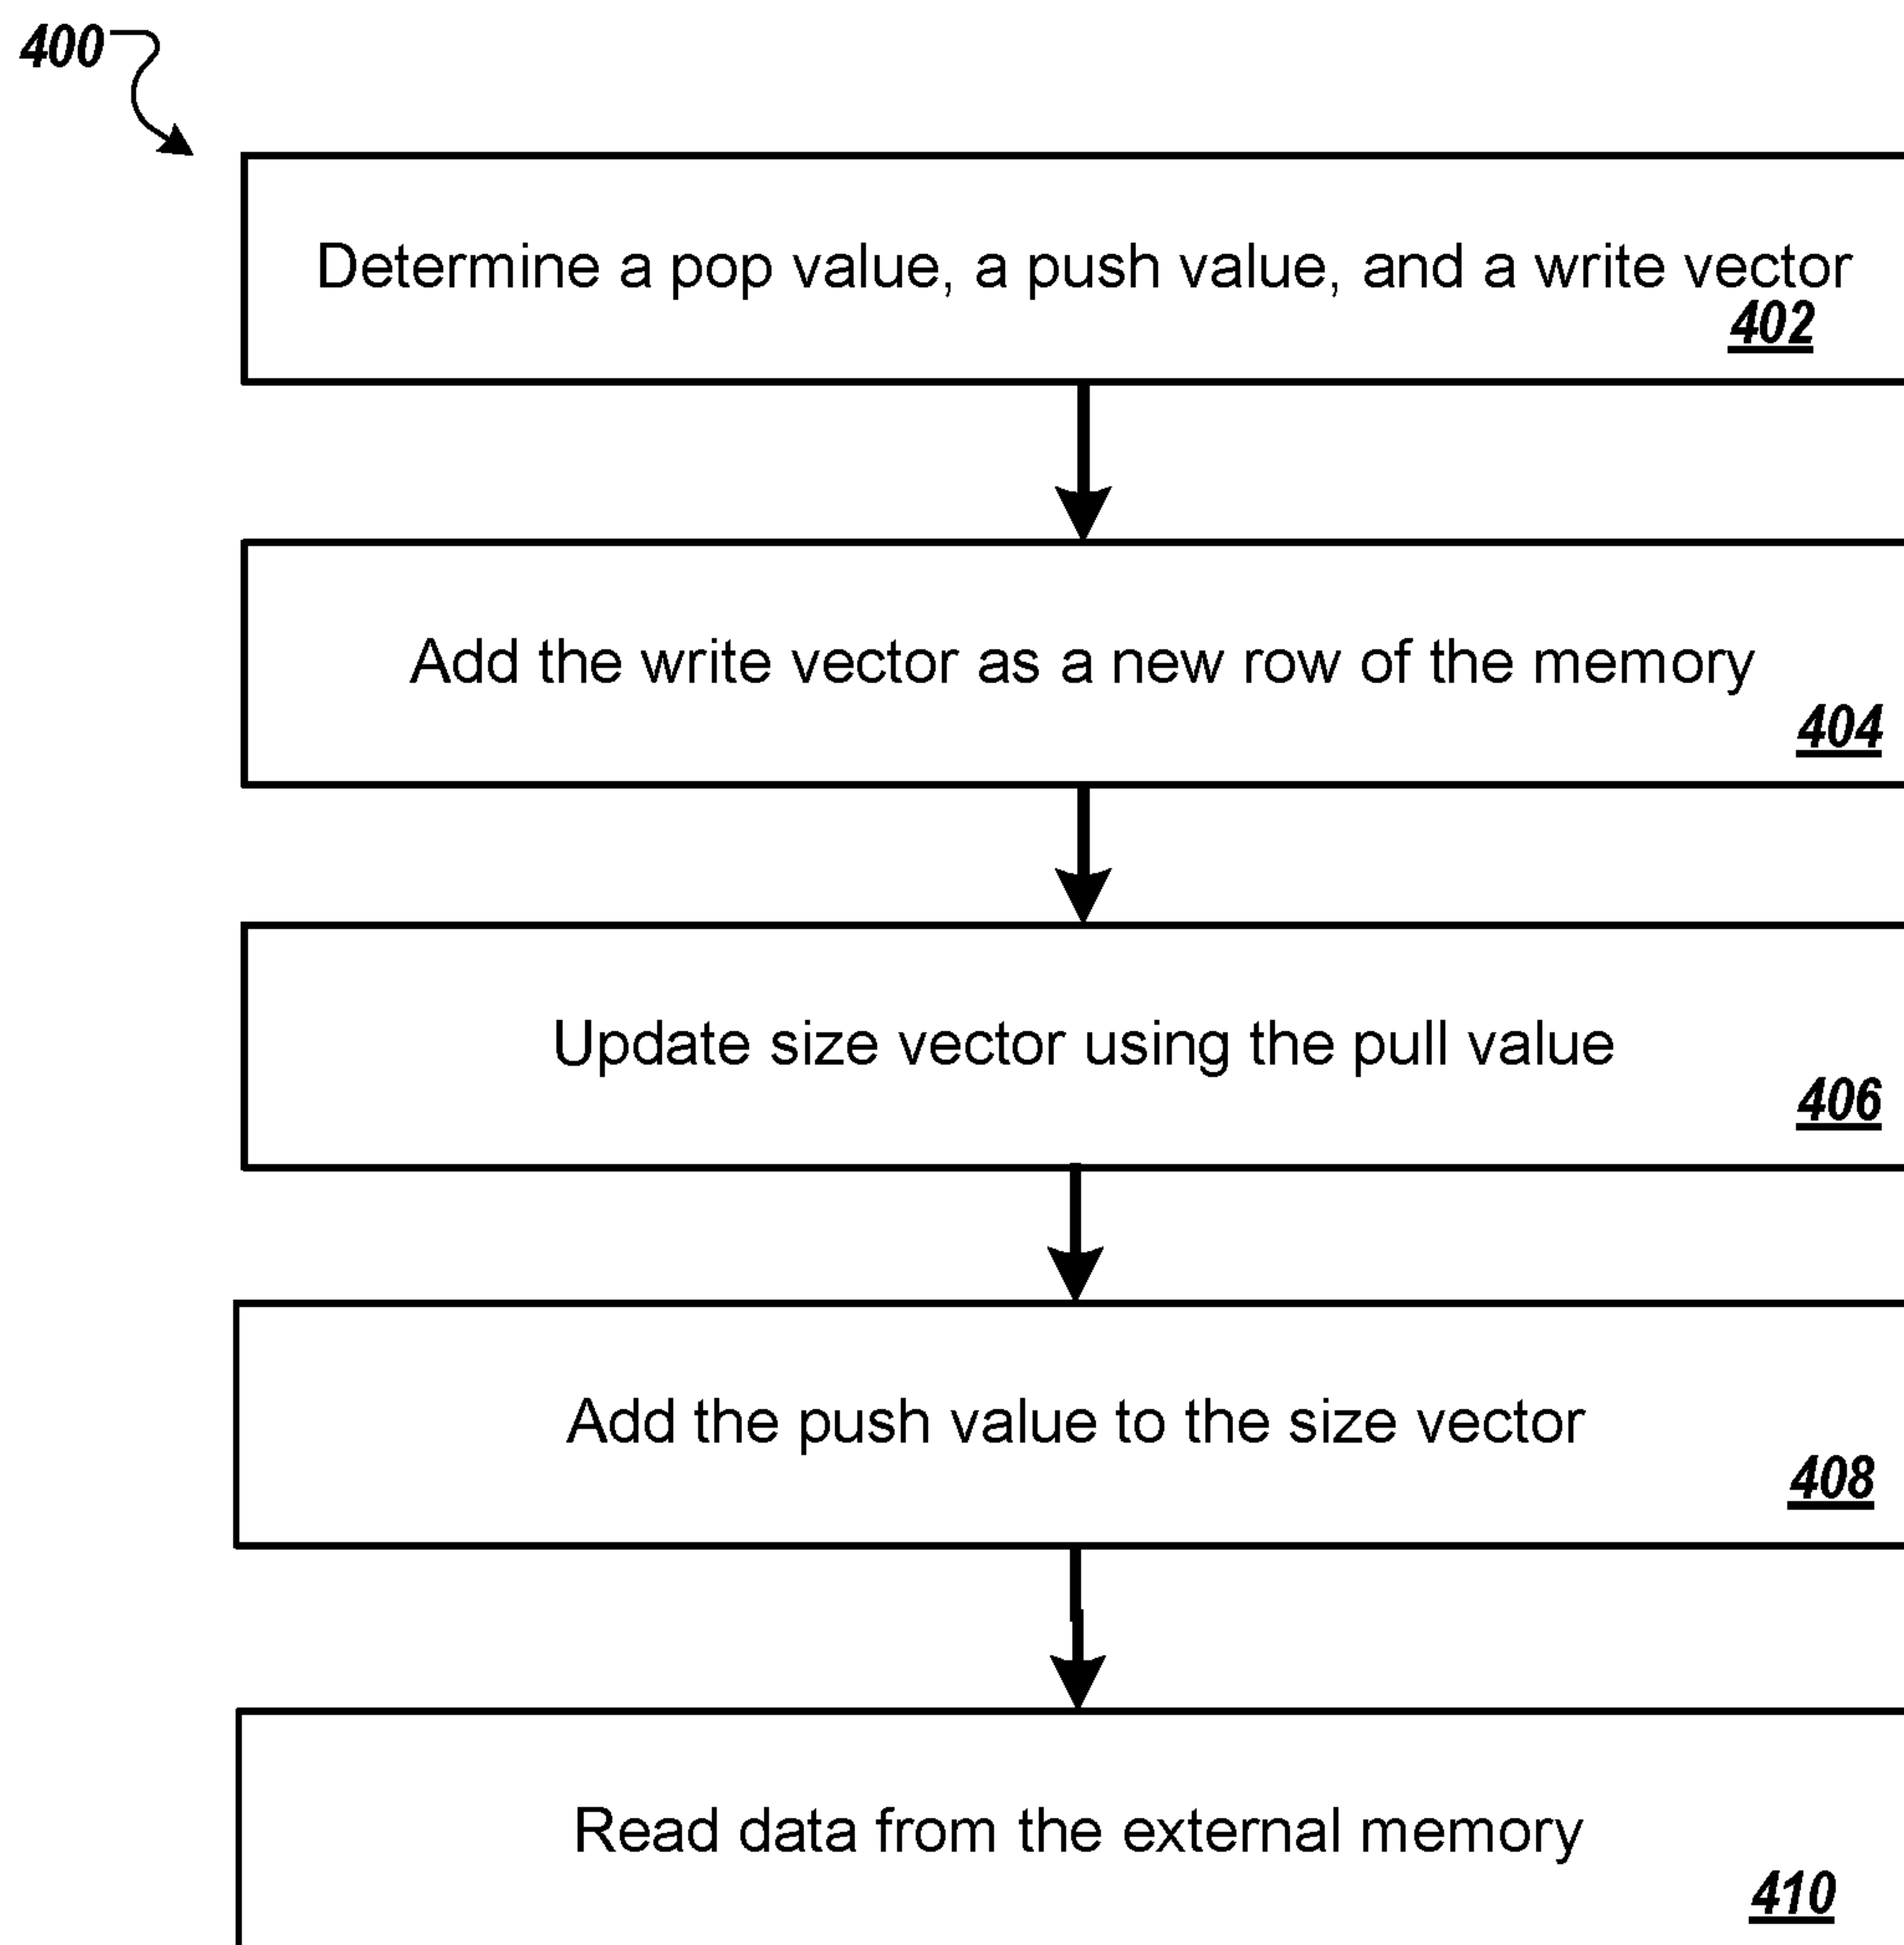 400
Determine a pop value, a push value, and a write vector
402
Add the write vector as a new row of the memory
404
Update size vector using the pull value
406
Add the push value to the size vector
408
Read data from the external memory
410